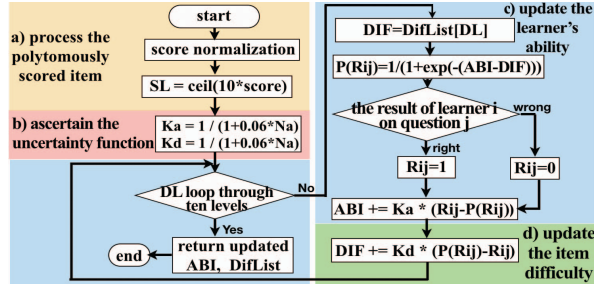 start
a) process the
polytomously
scored item
score normalization
SL = ceil(10*score)
b) ascertain the
uncertainty function
Ka = 1 / (1+0.06*Na)
Kd = 1 / (1+0.06*Na)
DL loop through
ten levels
No
Yes
end
return updated
ABI, DifList
c) update the
learner's
ability
DIF=DifList[DL]
P(Rij)=1/(1+exp(-(ABI-DIF)))
the result of learner i
on question j
wrong
right
Rij=1
Rij=0
ABI += Ka * (Rij-P(Rij))
d) update
the item
difficulty
DIF += Kd * (P(Rij)-Rij)